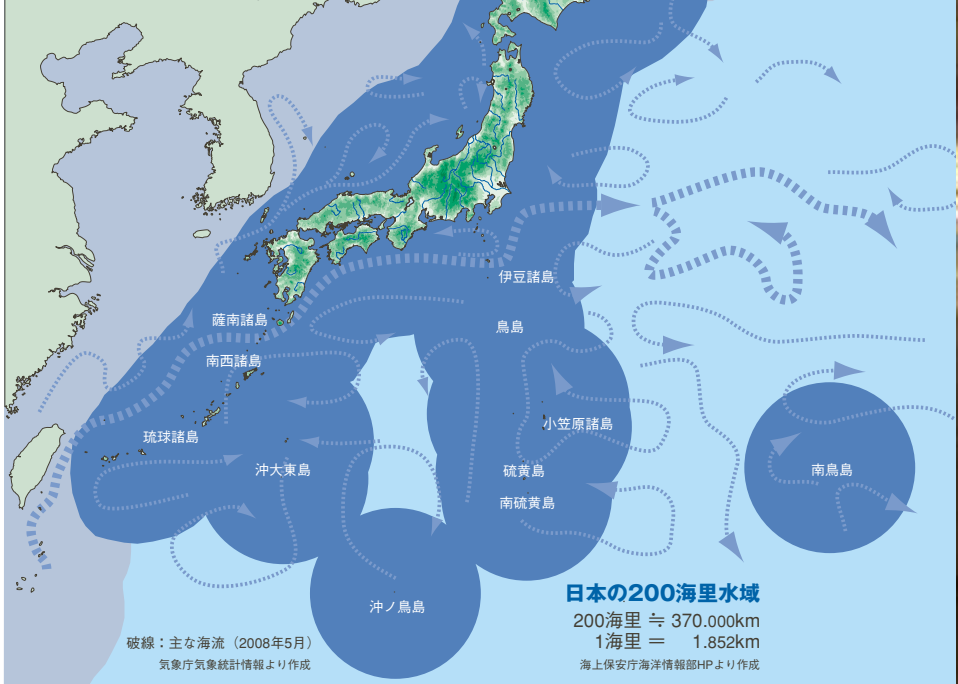 伊豆諸島
薩南諸島
鳥島
南西諸島
小笠原諸島
琉球諸島
沖大東島
硫黄島
南鳥島
南硫黄島
沖ノ鳥島
日本の200海里水域
200海里 ≒ 370.000km
1海里 = 1.852km
海上保安庁海洋情報部HPより作成
破線:主な海流(2008年5月)
気象庁気象統計情報より作成